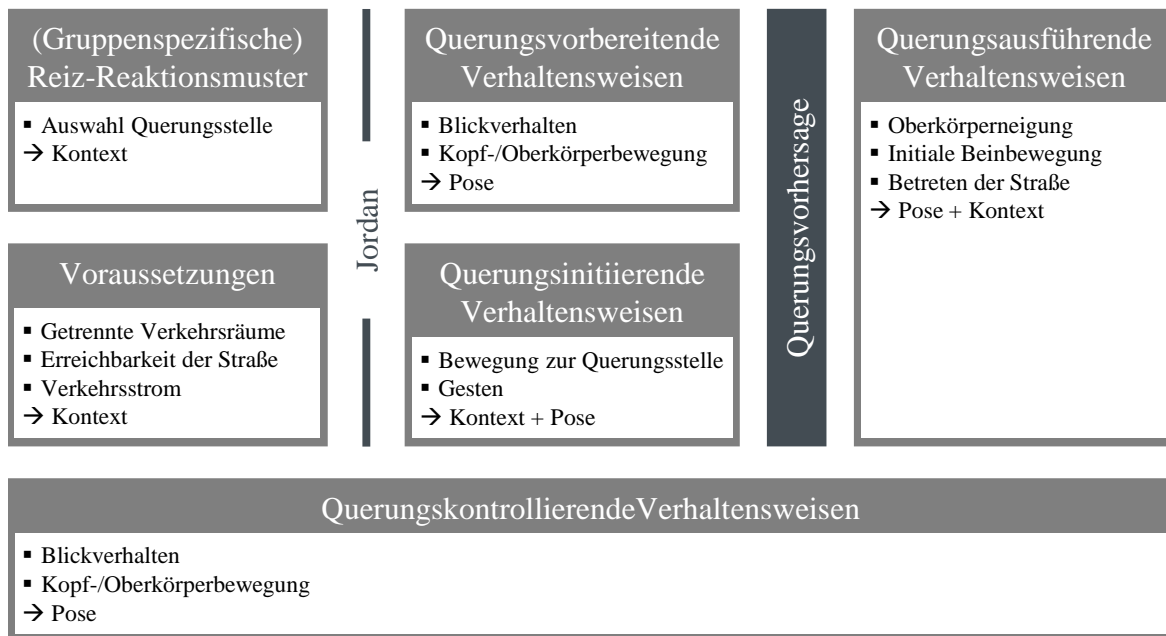 (Gruppenspezifische)
Reiz-Reaktionsmuster
▪ Auswahl Querungsstelle
→ Kontext
Voraussetzungen
▪ Getrennte Verkehrsräume
▪ Erreichbarkeit der Straße
▪ Verkehrsstrom
→ Kontext
Jordan
Querungsvorbereitende
Verhaltensweisen
▪ Blickverhalten
▪ Kopf-/Oberkörperbewegung
→ Pose
Querungsinitiierende
Verhaltensweisen
▪ Bewegung zur Querungsstelle
▪ Gesten
→ Kontext + Pose
Querungsvorhersage
Querungsausführende
Verhaltensweisen
▪ Oberkörperneigung
▪ Initiale Beinbewegung
▪ Betreten der Straße
→ Pose + Kontext
QuerungskontrollierendeVerhaltensweisen
▪ Blickverhalten
▪ Kopf-/Oberkörperbewegung
→ Pose